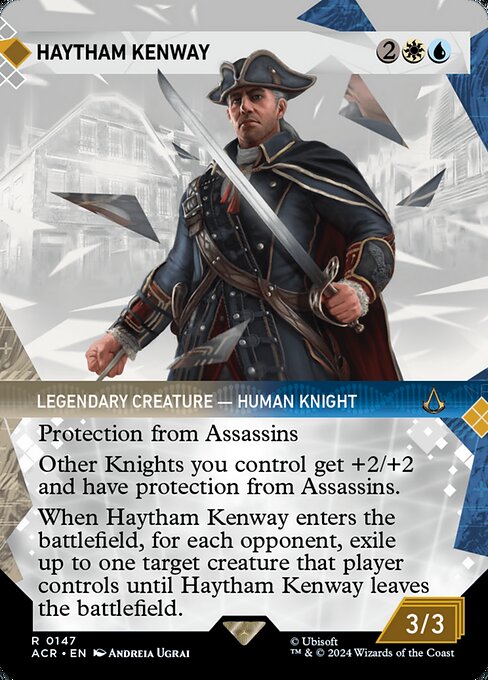 HAYTHAM KENWAY 2
LEGENDARY CREATURE — HUMAN KNIGHT
Protection from Assassins
Other Knights you control get +2/+2
and have protection from Assassins.
When Haytham Kenway enters the
battlefield, for each opponent, exile
up to one target creature that player
controls until Haytham Kenway leaves
the battlefield.
3/3
R 0147
ACR • EN Andreia Ugrai
© Ubisoft
™ & © 2024 Wizards of the Coast